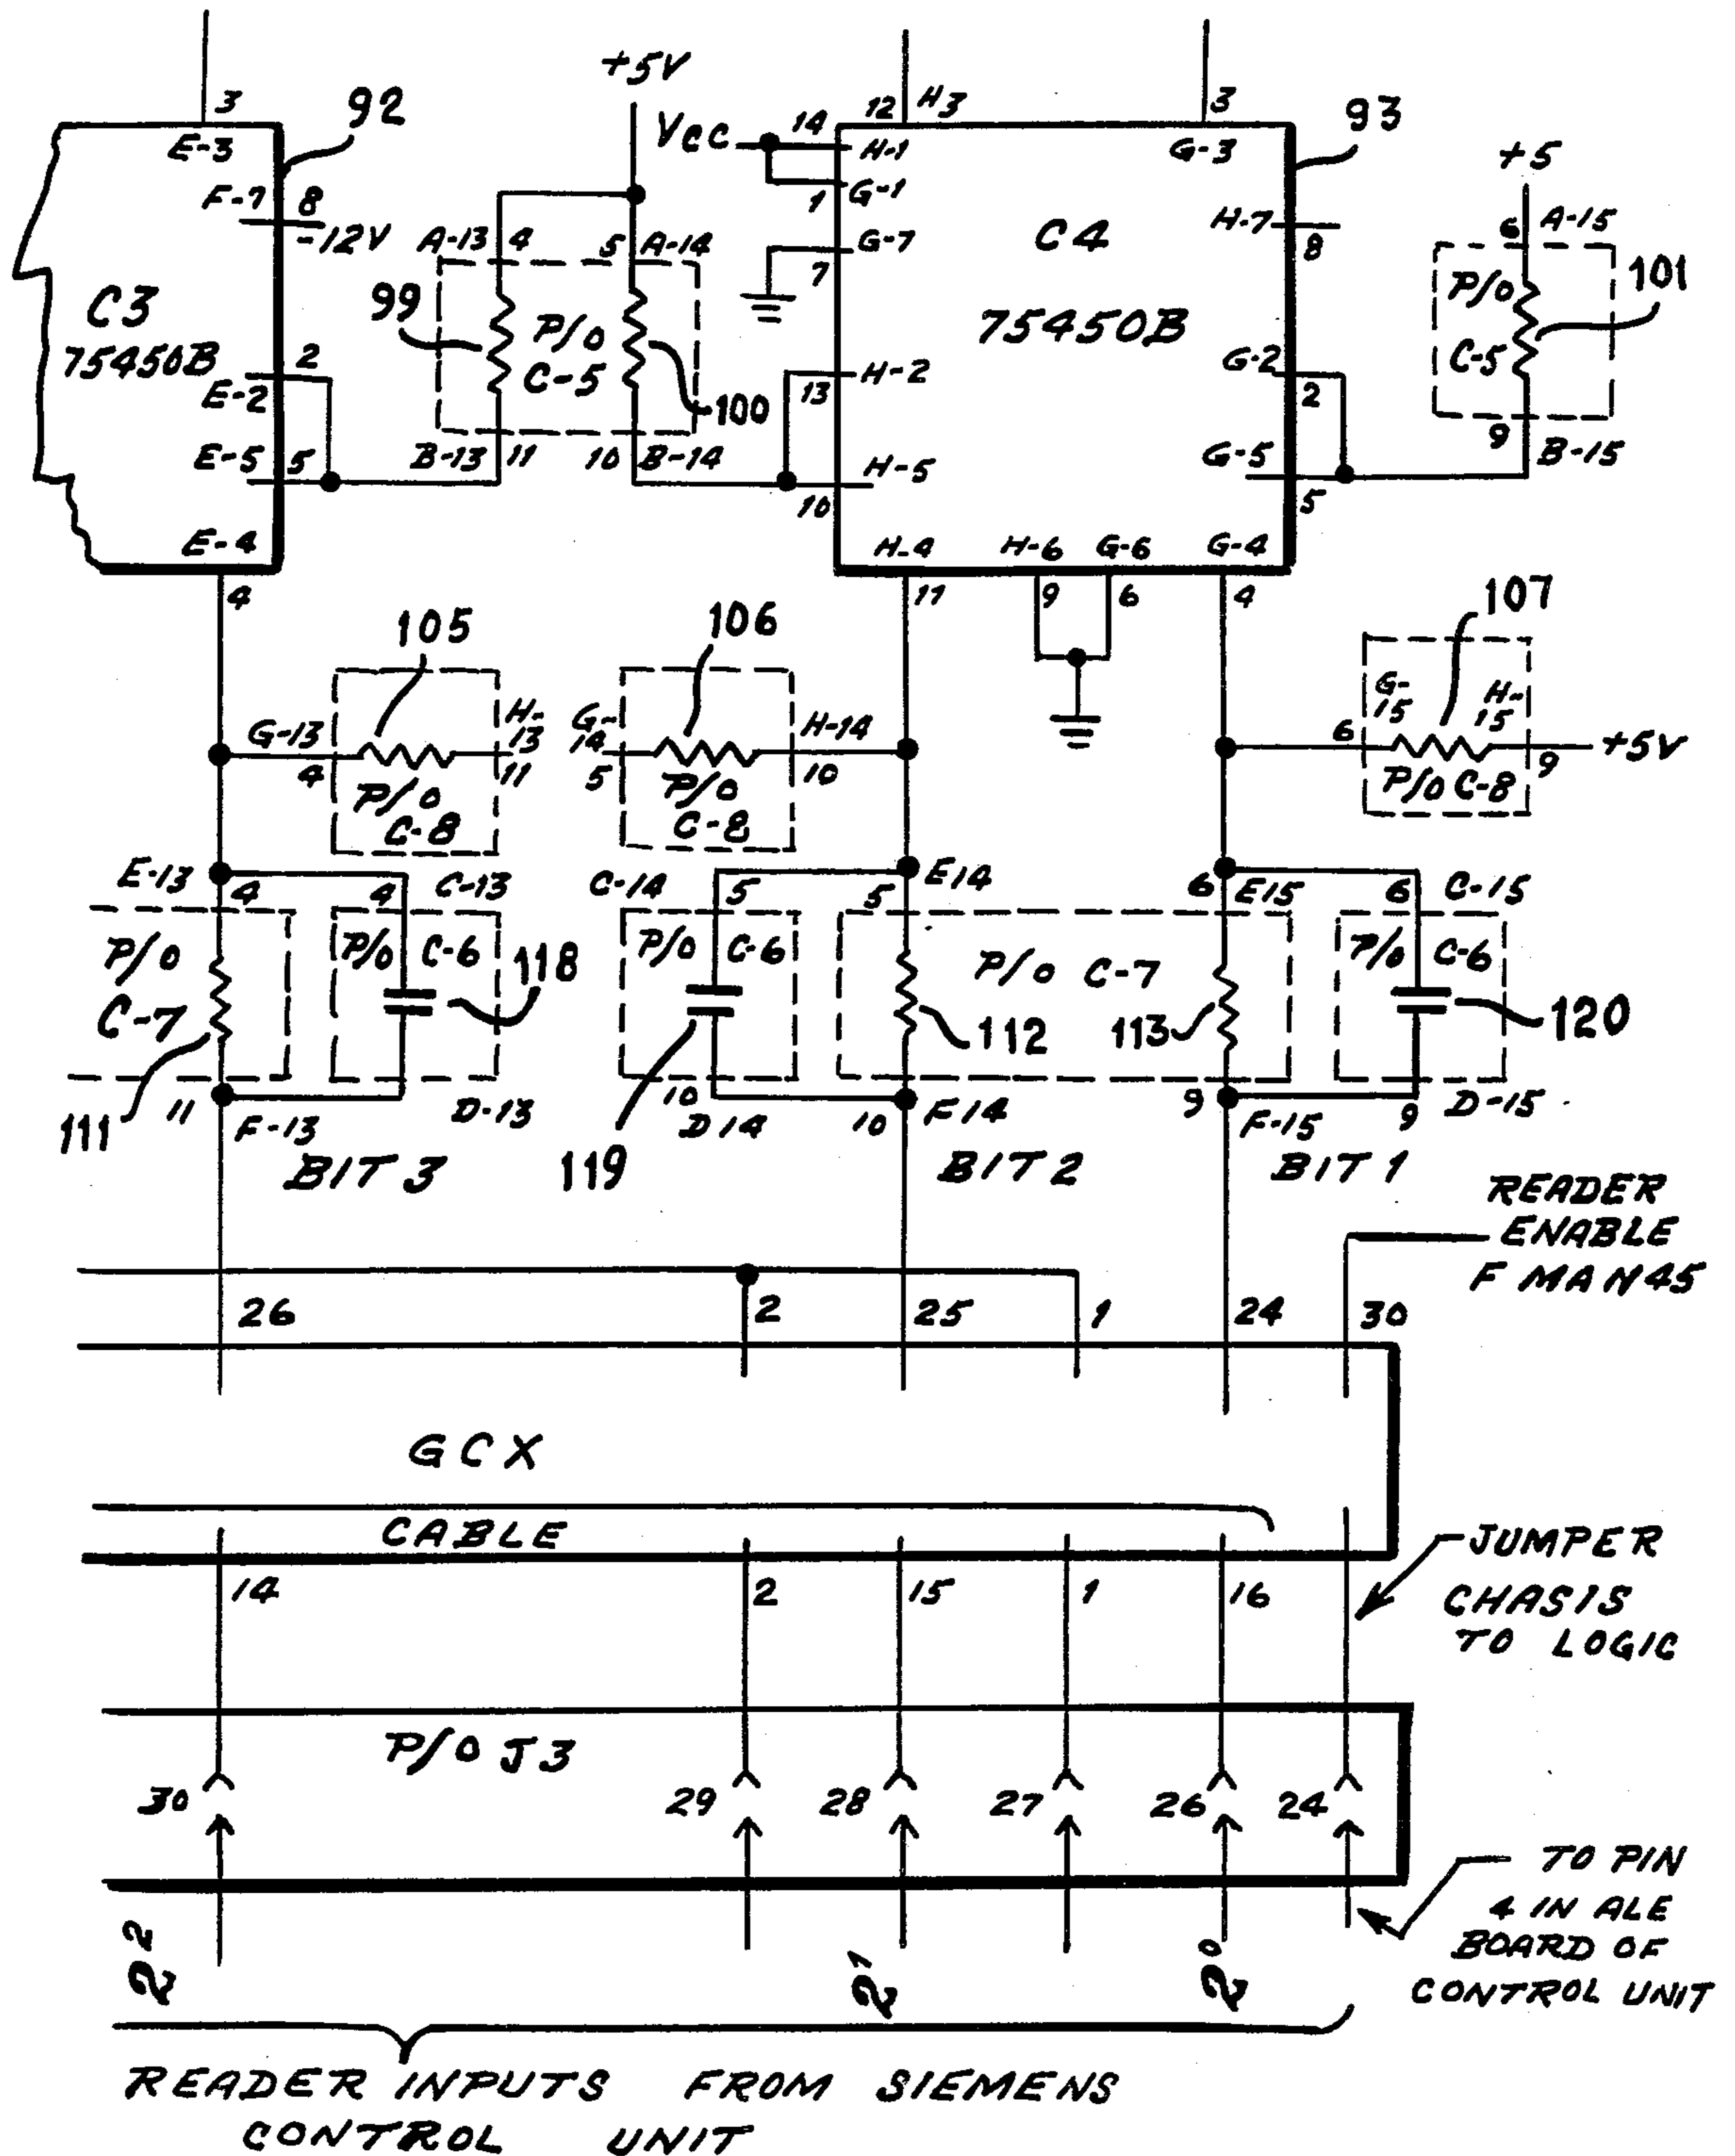 +5V
3
92
12
H3
3
93
E-3
VCC
14
H-1
G-3
+5
F-7
8
G-1
1
-12V
A-13
4
5
A-14
G-7
C4
H-7
8
6
A-15
7
C3
99
P/O
75450B
P/O
101
75450B
C-5
C-5
2
H-2
G-2
E-2
13
100
2
E-5
5
B-13
11
10
B-14
H-5
G-5
9
B-15
10
5
E-4
H-4
H-6
G-6
G-4
4
11
9
6
4
105
106
107
G-13
H-13
G-14
H-14
G-15
H-15
4
11
5
10
6
9
+5V
P/O
C-8
P/O
C-8
P/O C-8
E-13
4
4
C-13
C-14
5
5
E14
6
E15
6
C-15
P/O
C-7
P/O
C-6
P/O
C-6
P/O C-7
P/O
C-6
118
112
113
120
111
11
F-13
D-13
119
10
D14
10
F14
9
F-15
9
D-15
BIT 3
BIT 2
BIT 1
READER
ENABLE
F MAN45
26
2
25
1
24
30
GCX
CABLE
14
2
15
1
16
JUMPER
CHASIS
TO LOGIC
P/O J3
30
29
28
27
26
24
TO PIN
4 IN ALE
BOARD OF
CONTROL UNIT
2²
2¹
2⁰
READER INPUTS FROM SIEMENS
CONTROL UNIT